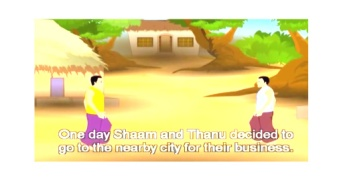 One day Shaam and Thanu decided to
go to the nearby city for their business.